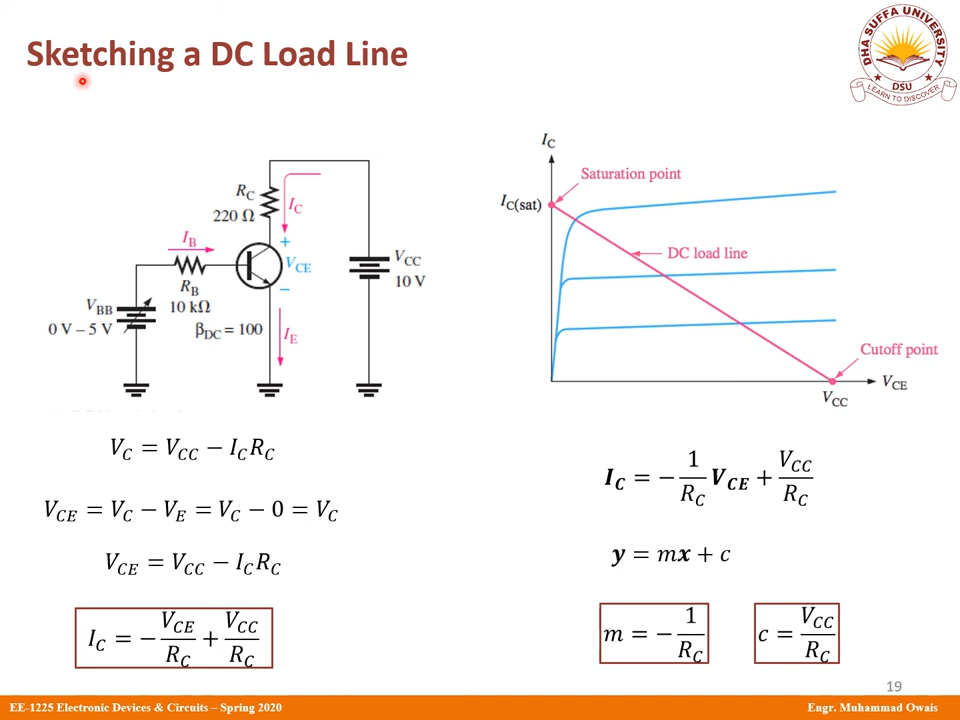 Sketching a DC Load Line
DHA SUFFA UNIVERSITY
DSU
LEARN TO DISCOVER
R_C
220 Ω
I_C
I_B
+
V_CE
−
R_B
10 kΩ
V_BB
0 V – 5 V
β_DC = 100
I_E
V_CC
10 V
I_C
Saturation point
I_C(sat)
DC load line
Cutoff point
V_CE
V_CC
V_C = V_CC − I_C R_C
V_CE = V_C − V_E = V_C − 0 = V_C
V_CE = V_CC − I_C R_C
I_C = − V_CE/R_C + V_CC/R_C
I_C = − 1/R_C V_CE + V_CC/R_C
y = mx + c
m = − 1/R_C
c = V_CC/R_C
19
EE-1225 Electronic Devices & Circuits – Spring 2020
Engr. Muhammad Owais